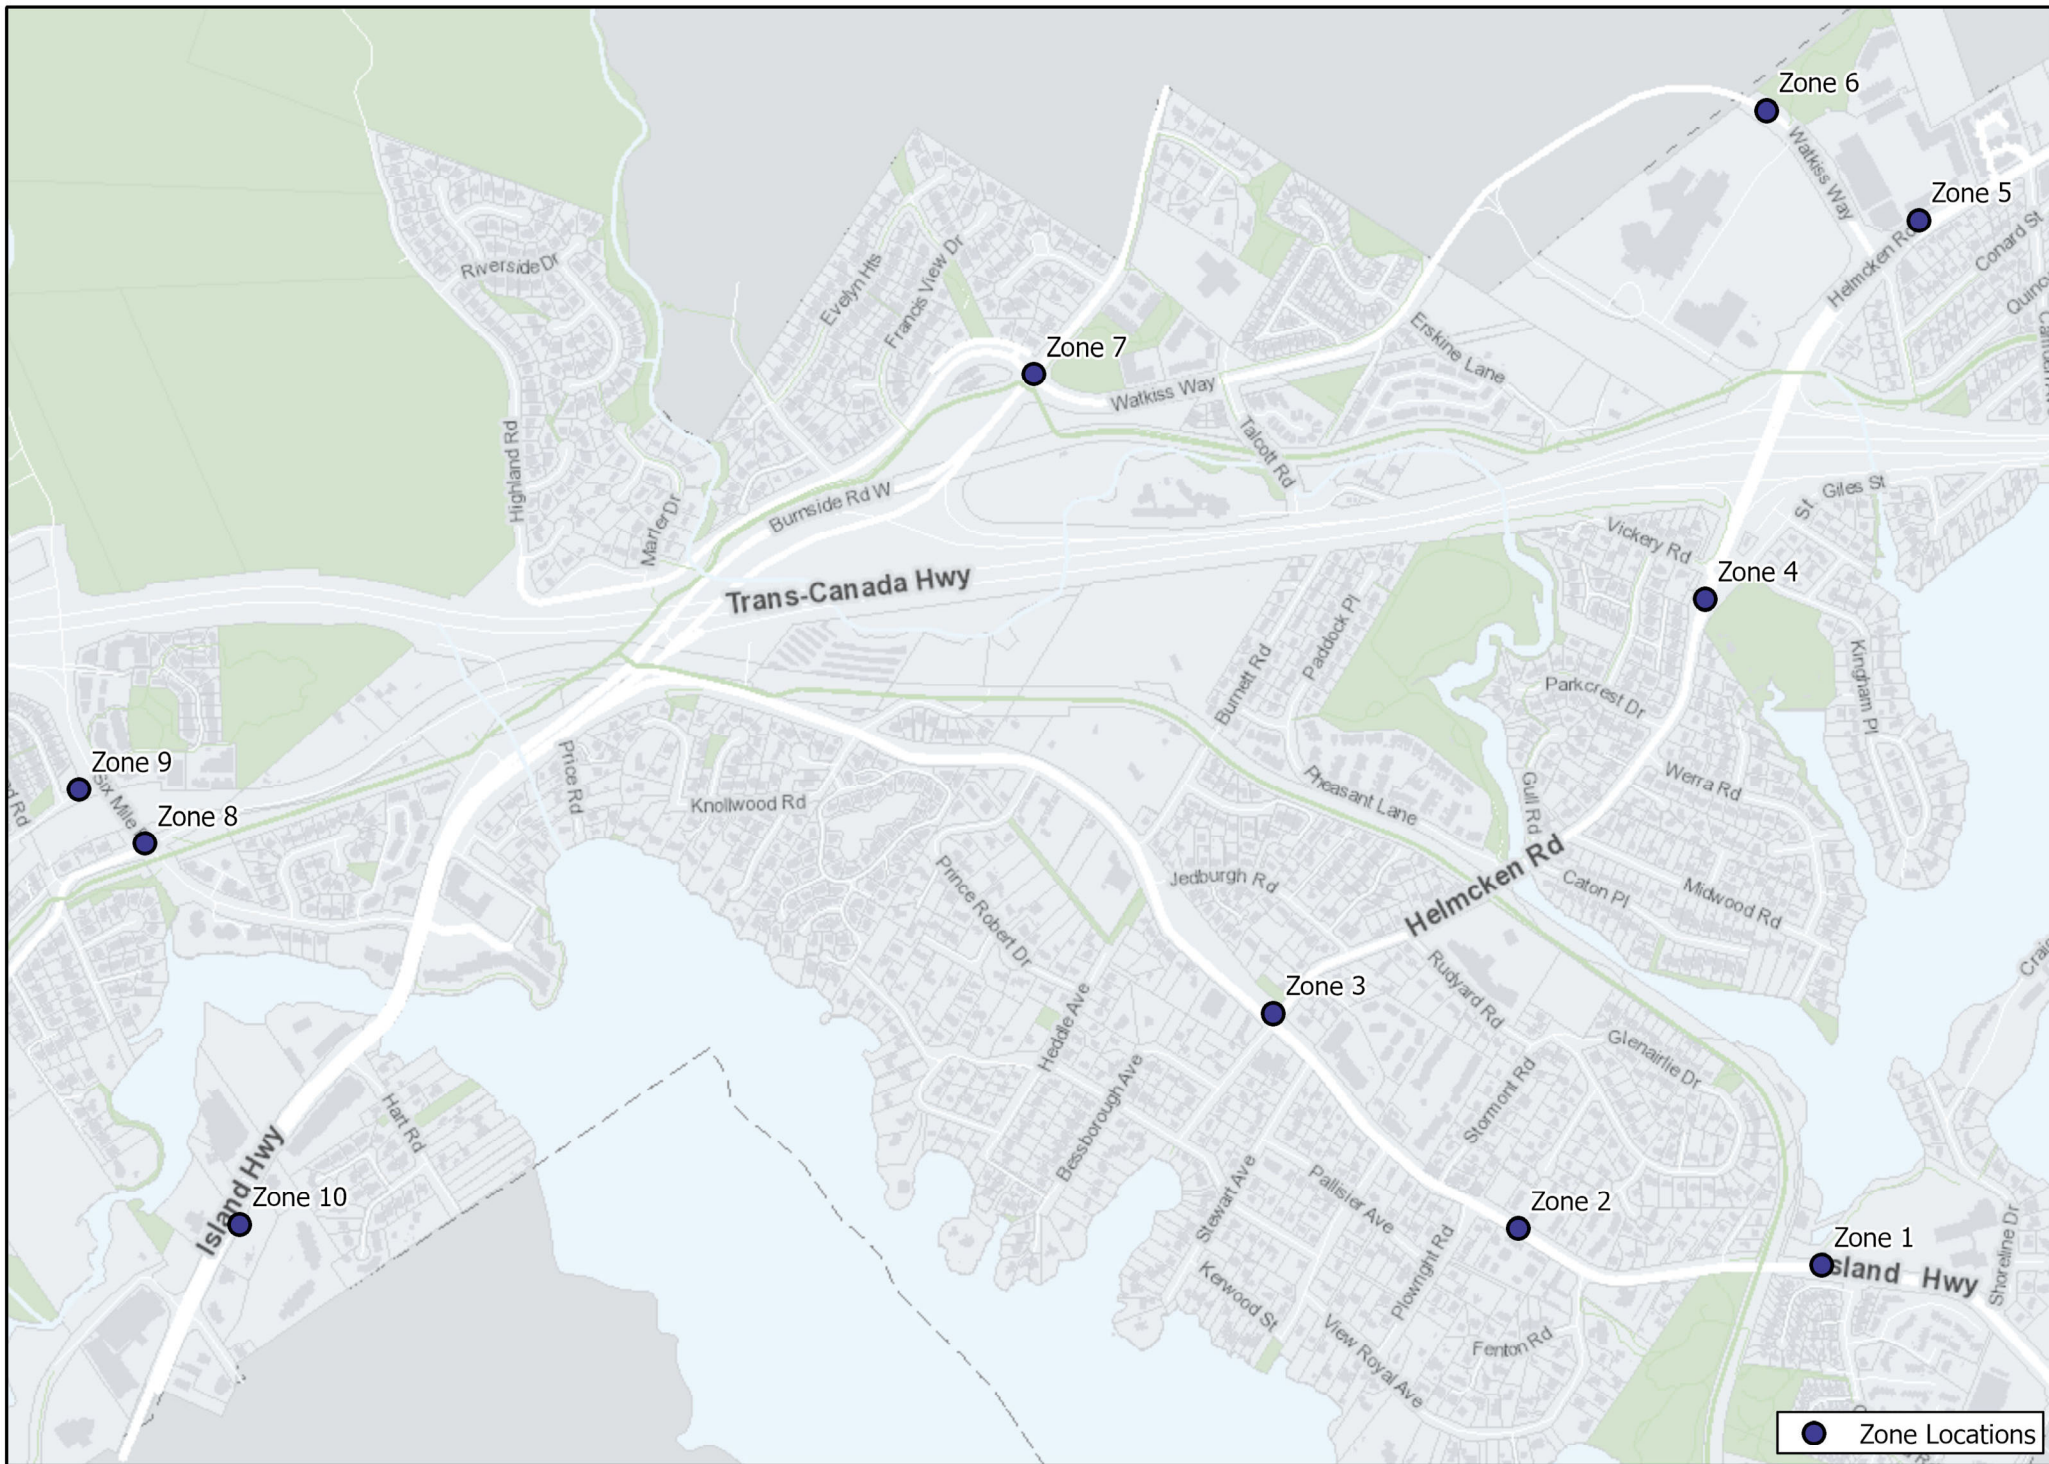 Zone 6
Watkiss Way
Zone 5
Helmcken Rd
Conard St
Riverside Dr
Evelyn Hts
Francis View Dr
Zone 7
Erskine Lane
Watkiss Way
Talcott Rd
Highland Rd
Burnside Rd W
Marler Dr
Giles St
St
Vickery Rd
Zone 4
Trans-Canada Hwy
Paddock Pl
Burnett Rd
Kingham Pl
Parkcrest Dr
Zone 9
Six Mile
Zone 8
Price Rd
Knollwood Rd
Pheasant Lane
Gull Rd
Werra Rd
Helmcken Rd
Jedburgh Rd
Prince Robert Dr
Caton Pl
Midwood Rd
Zone 3
Rudyard Rd
Heddle Ave
Glenairlie Dr
Stormont Rd
Bessborough Ave
Hart Rd
Island Hwy
Zone 10
Stewart Ave
Pallisier Ave
Zone 2
Plowright Rd
Zone 1
Island Hwy
Shoreline Dr
Kerwood St
View Royal Ave
Fenton Rd
Zone Locations